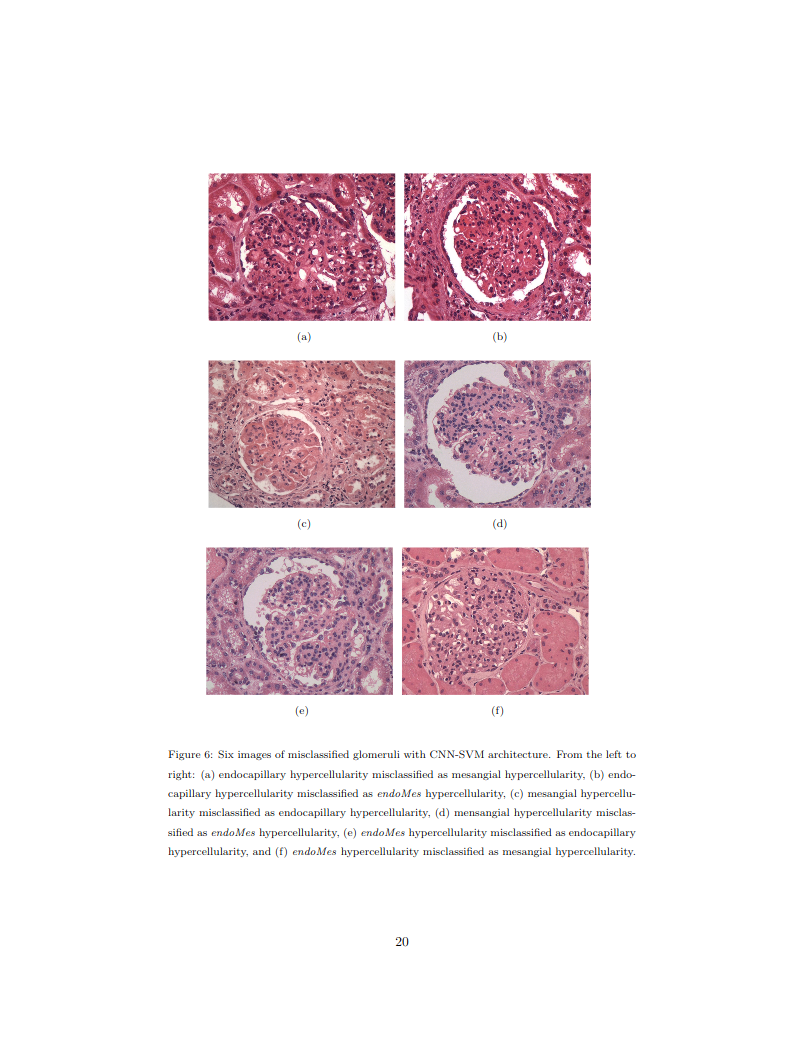 (a)
(b)
(c)
(d)
(e)
(f)
Figure 6: Six images of misclassified glomeruli with CNN-SVM architecture. From the left to
right: (a) endocapillary hypercellularity misclassified as mesangial hypercellularity, (b) endo-
capillary hypercellularity misclassified as endoMes hypercellularity, (c) mesangial hypercellu-
larity misclassified as endocapillary hypercellularity, (d) mensangial hypercellularity misclas-
sified as endoMes hypercellularity, (e) endoMes hypercellularity misclassified as endocapillary
hypercellularity, and (f) endoMes hypercellularity misclassified as mesangial hypercellularity.
20